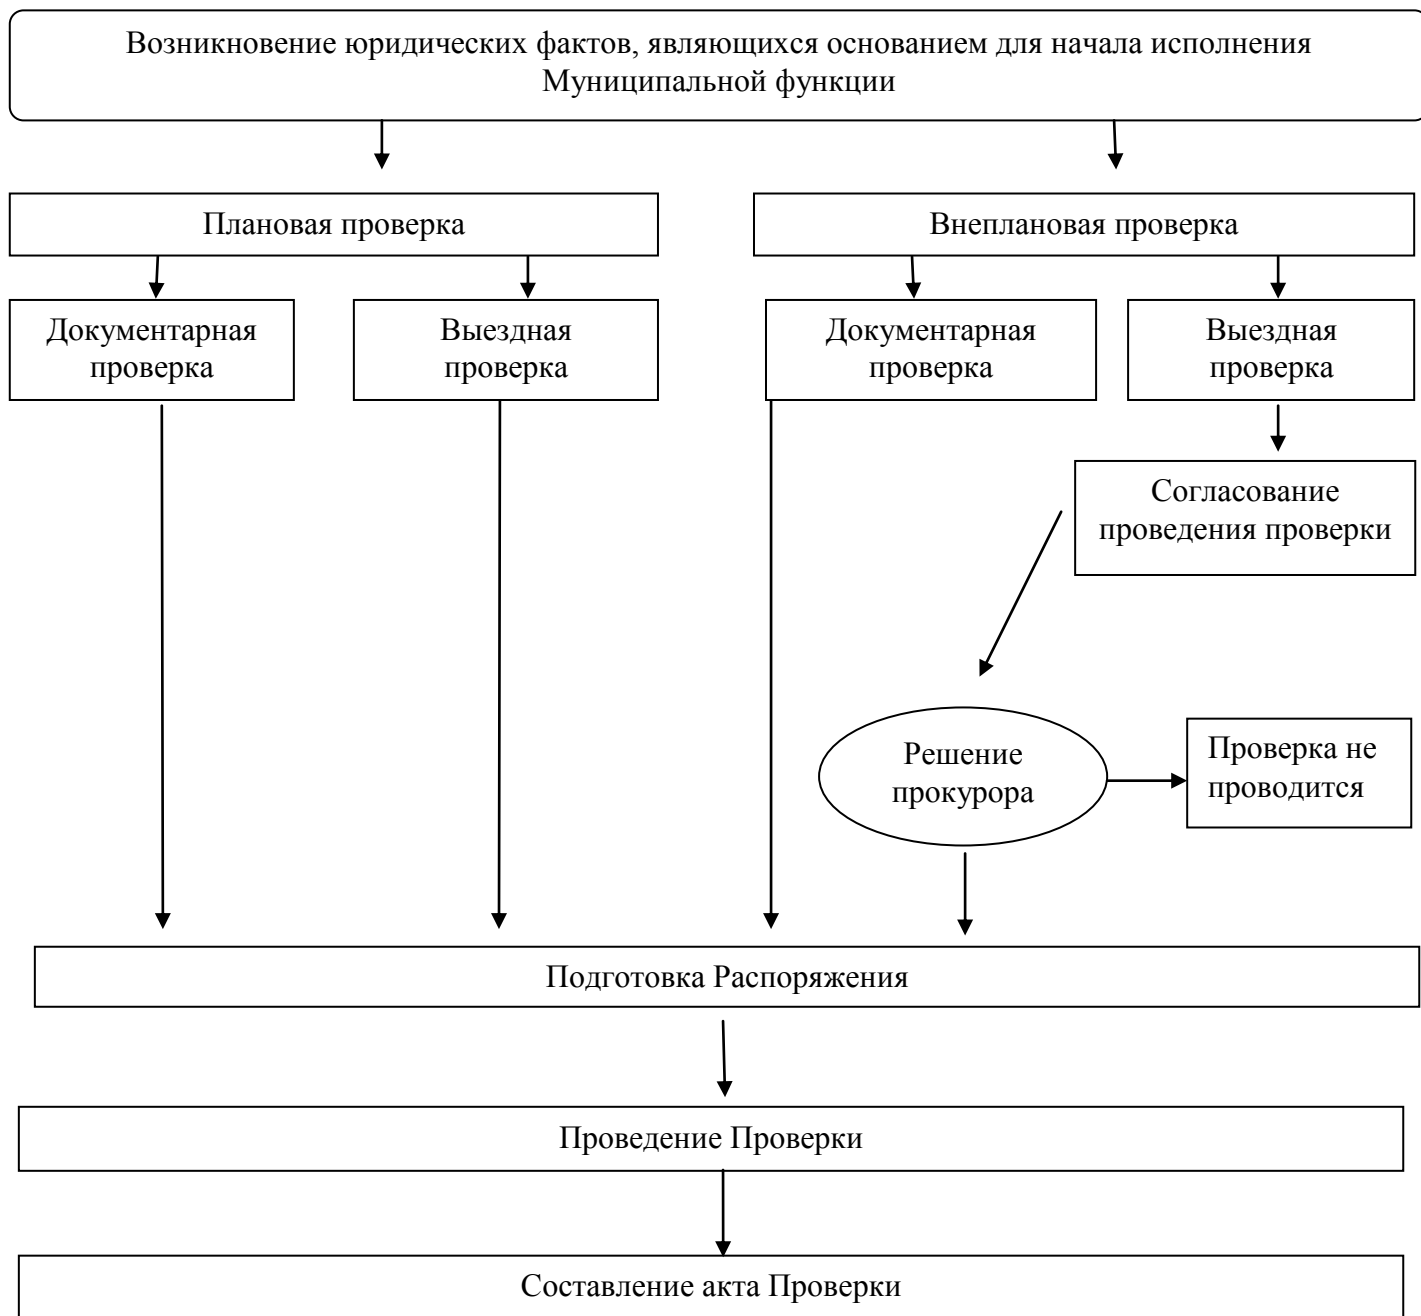 Возникновение юридических фактов, являющихся основанием для начала исполнения
Муниципальной функции
Плановая проверка
Внеплановая проверка
Документарная
проверка
Выездная
проверка
Документарная
проверка
Выездная
проверка
Согласование
проведения проверки
Решение
прокурора
Проверка не
проводится
Подготовка Распоряжения
Проведение Проверки
Составление акта Проверки